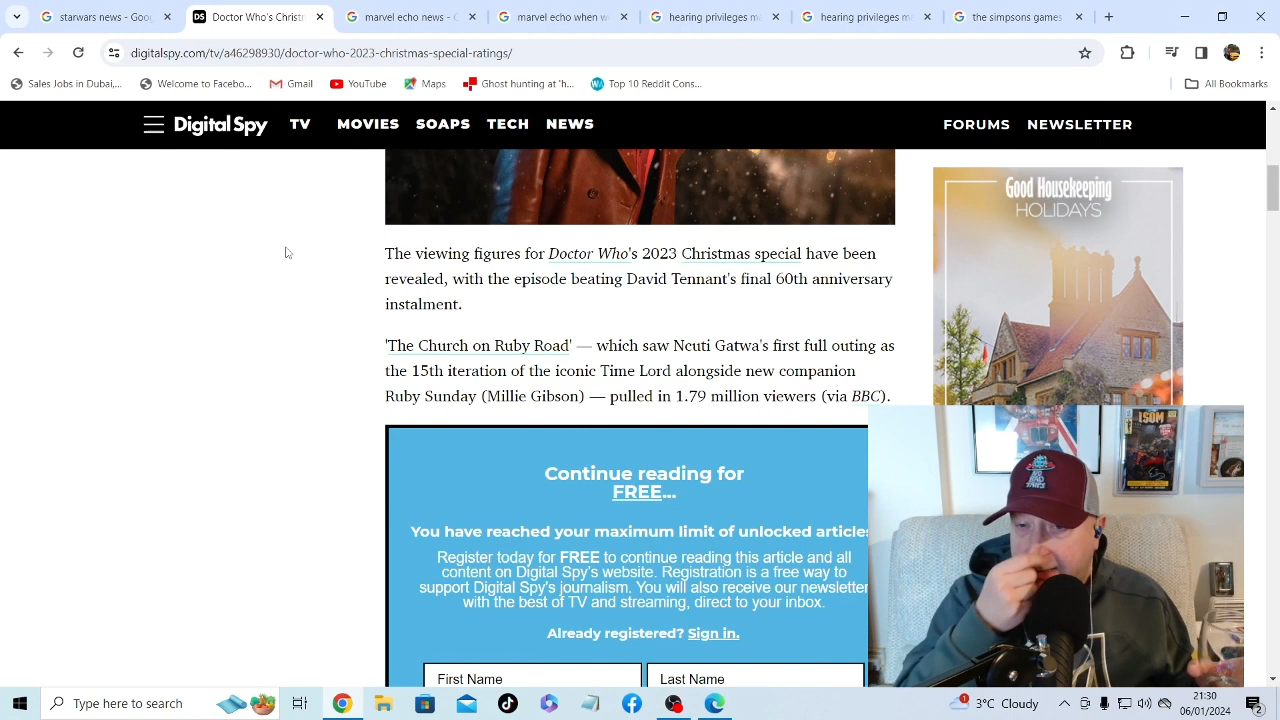 starwars news - Goo
Doctor Who's Christ
marvel echo news - G
marvel echo when w
hearing privileges ma
hearing privileges ma
the simpsons games
digitalspy.com/tv/a46298930/doctor-who-2023-christmas-special-ratings/
Sales Jobs in Dubai,...
Welcome to Facebo...
Gmail
YouTube
Maps
Ghost hunting at 'h...
Top 10 Reddit Cons...
All Bookmarks
Digital Spy
TV
MOVIES
SOAPS
TECH
NEWS
FORUMS
NEWSLETTER
Good Housekeeping
HOLIDAYS
The viewing figures for Doctor Who's 2023 Christmas special have been
revealed, with the episode beating David Tennant's final 60th anniversary
instalment.
'The Church on Ruby Road' — which saw Ncuti Gatwa's first full outing as
the 15th iteration of the iconic Time Lord alongside new companion
Ruby Sunday (Millie Gibson) — pulled in 1.79 million viewers (via BBC).
Continue reading for
FREE...
You have reached your maximum limit of unlocked articles
Register today for FREE to continue reading this article and all
content on Digital Spy's website. Registration is a free way to
support Digital Spy's journalism. You will also receive our newsletter
with the best of TV and streaming, direct to your inbox.
Already registered? Sign in.
First Name
Last Name
ISOM
Type here to search
1
3°C Cloudy
21:30
06/01/2024
2